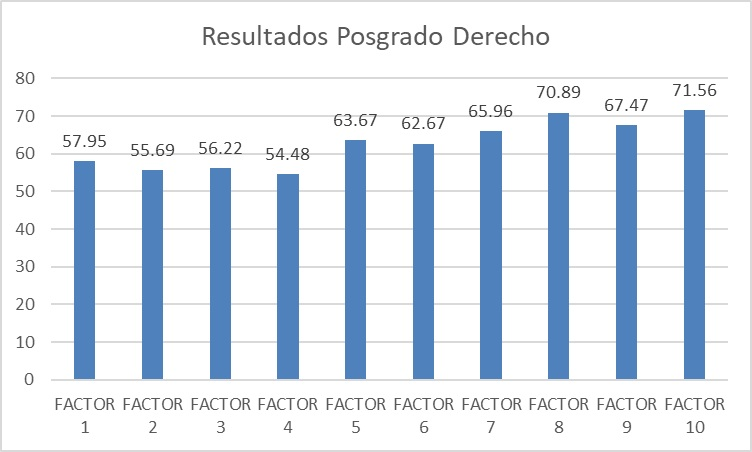 Resultados Posgrado Derecho
80
70
60
50
40
30
20
10
0
57.95
55.69
56.22
54.48
63.67
62.67
65.96
70.89
67.47
71.56
FACTOR 1
FACTOR 2
FACTOR 3
FACTOR 4
FACTOR 5
FACTOR 6
FACTOR 7
FACTOR 8
FACTOR 9
FACTOR 10